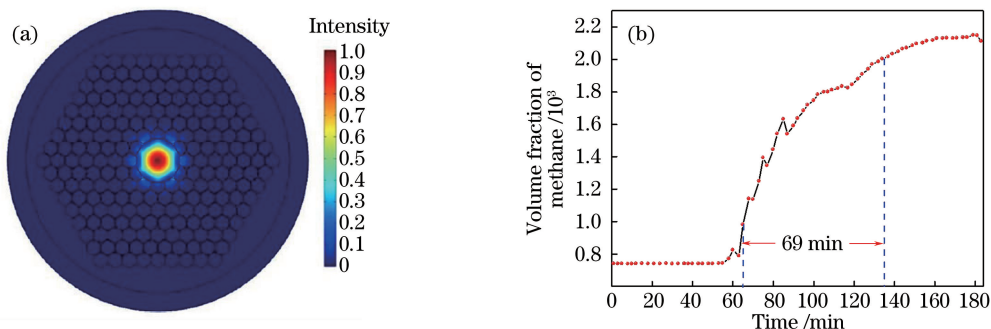 (a)
Intensity
1.0
0.9
0.8
0.7
0.6
0.5
0.4
0.3
0.2
0.1
0
(b)
Volume fraction of
methane /10³
2.2
2.0
1.8
1.6
1.4
1.2
1.0
0.8
69 min
0 20 40 60 80 100 120 140 160 180
Time /min